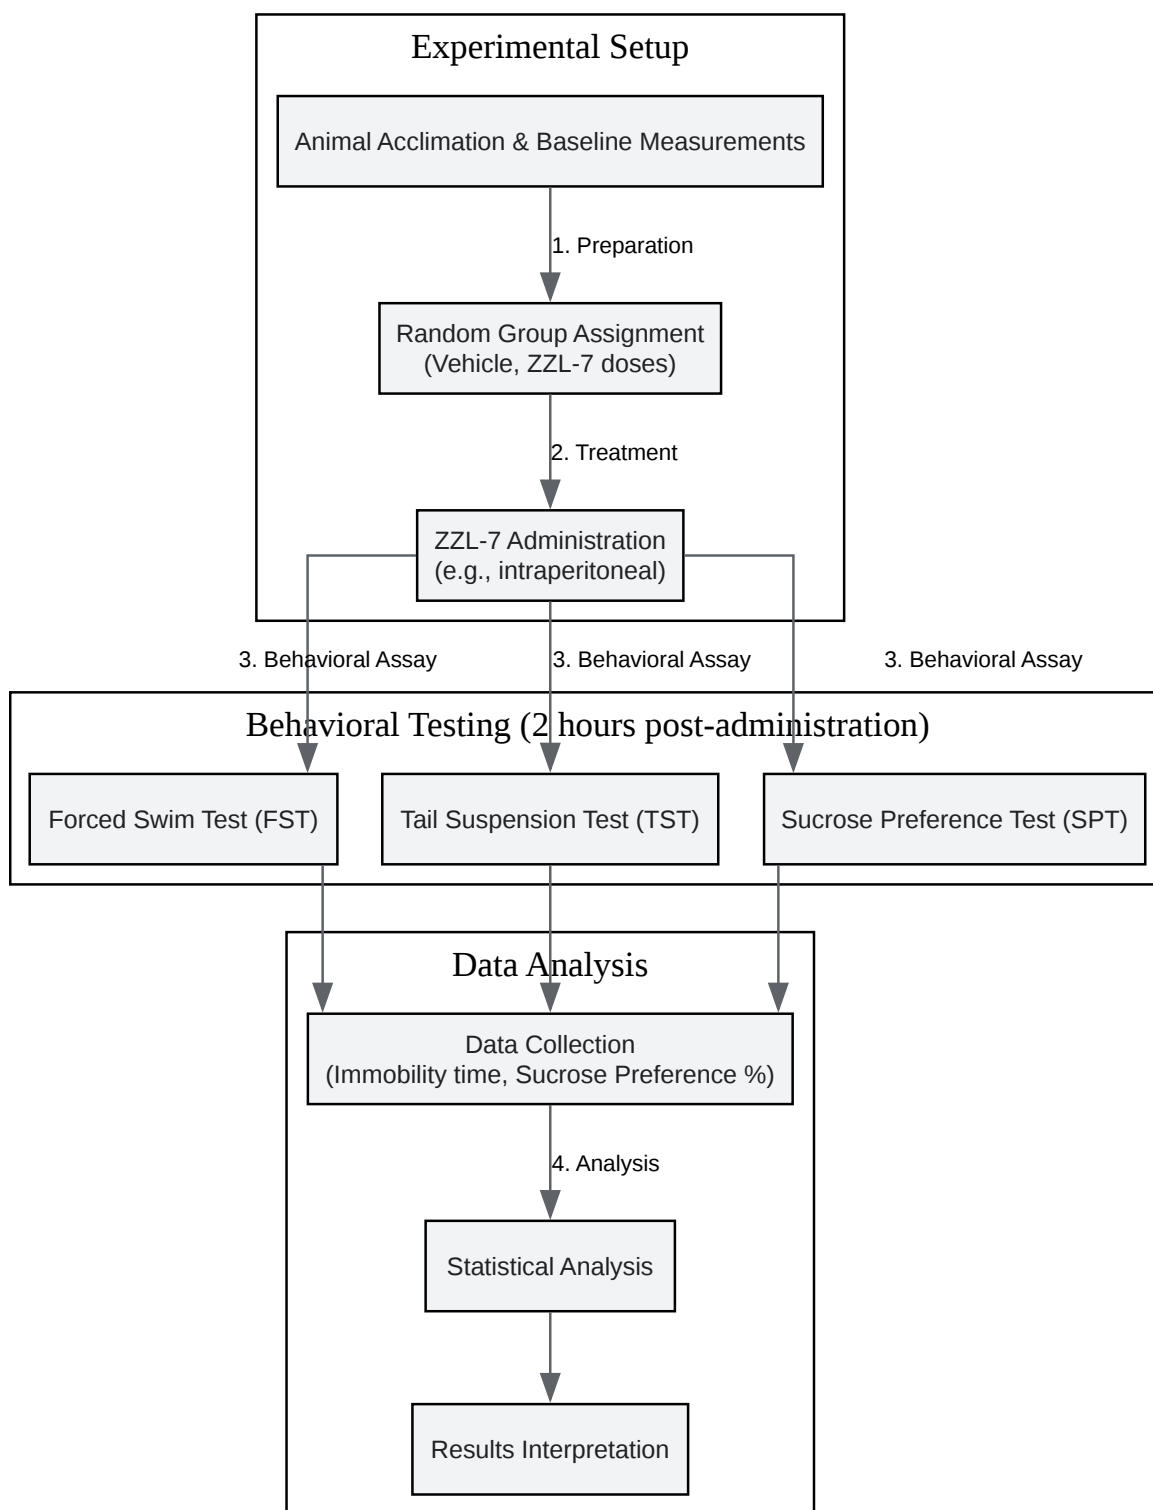 Experimental Setup
Animal Acclimation & Baseline Measurements
1. Preparation
Random Group Assignment
(Vehicle, ZZL-7 doses)
2. Treatment
ZZL-7 Administration
(e.g., intraperitoneal)
3. Behavioral Assay
3. Behavioral Assay
3. Behavioral Assay
Behavioral Testing (2 hours post-administration)
Forced Swim Test (FST)
Tail Suspension Test (TST)
Sucrose Preference Test (SPT)
Data Analysis
Data Collection
(Immobility time, Sucrose Preference %)
4. Analysis
Statistical Analysis
Results Interpretation